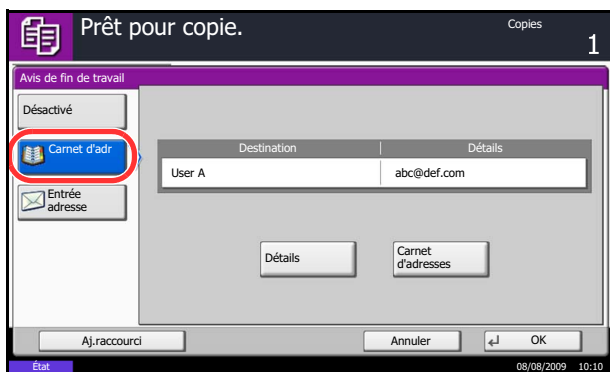 Prêt pour copie.
Copies
1
Avis de fin de travail
Désactivé
Carnet d'adr
Entrée
adresse
Destination
Détails
User A
abc@def.com
Détails
Carnet
d'adresses
Aj.raccourci
Annuler
OK
État
08/08/2009 10:10